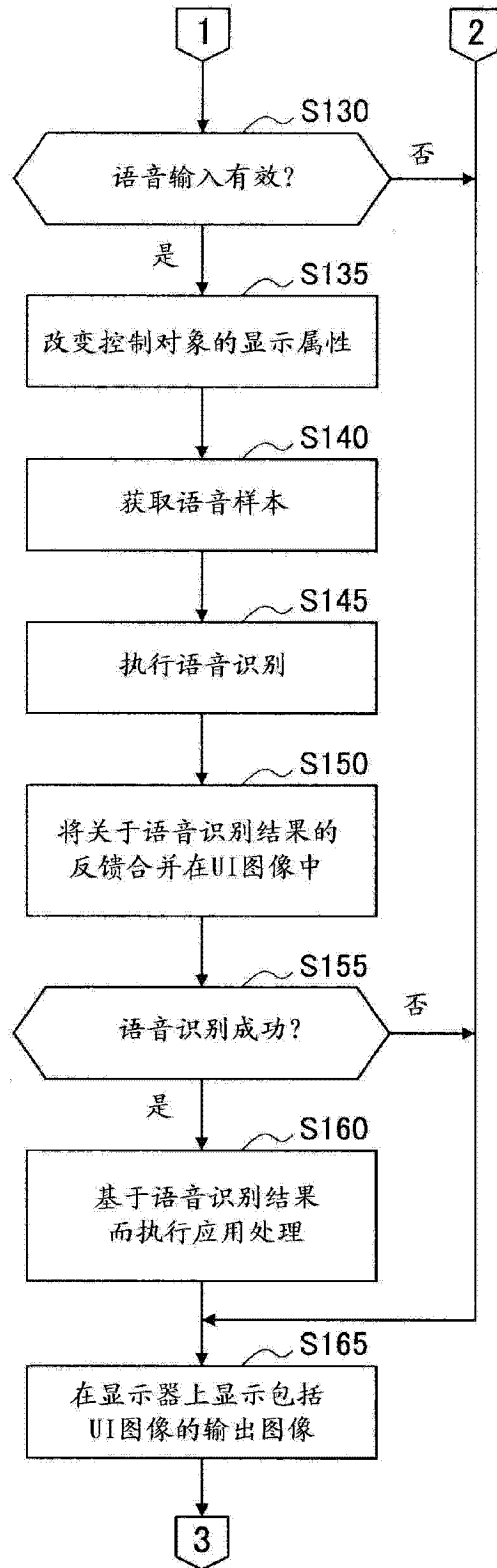 1
2
S130
语音输入有效?
否
是
S135
改变控制对象的显示属性
S140
获取语音样本
S145
执行语音识别
S150
将关于语音识别结果的
反馈合并在UI图像中
S155
语音识别成功?
否
是
S160
基于语音识别结果
而执行应用处理
S165
在显示器上显示包括
UI图像的输出图像
3